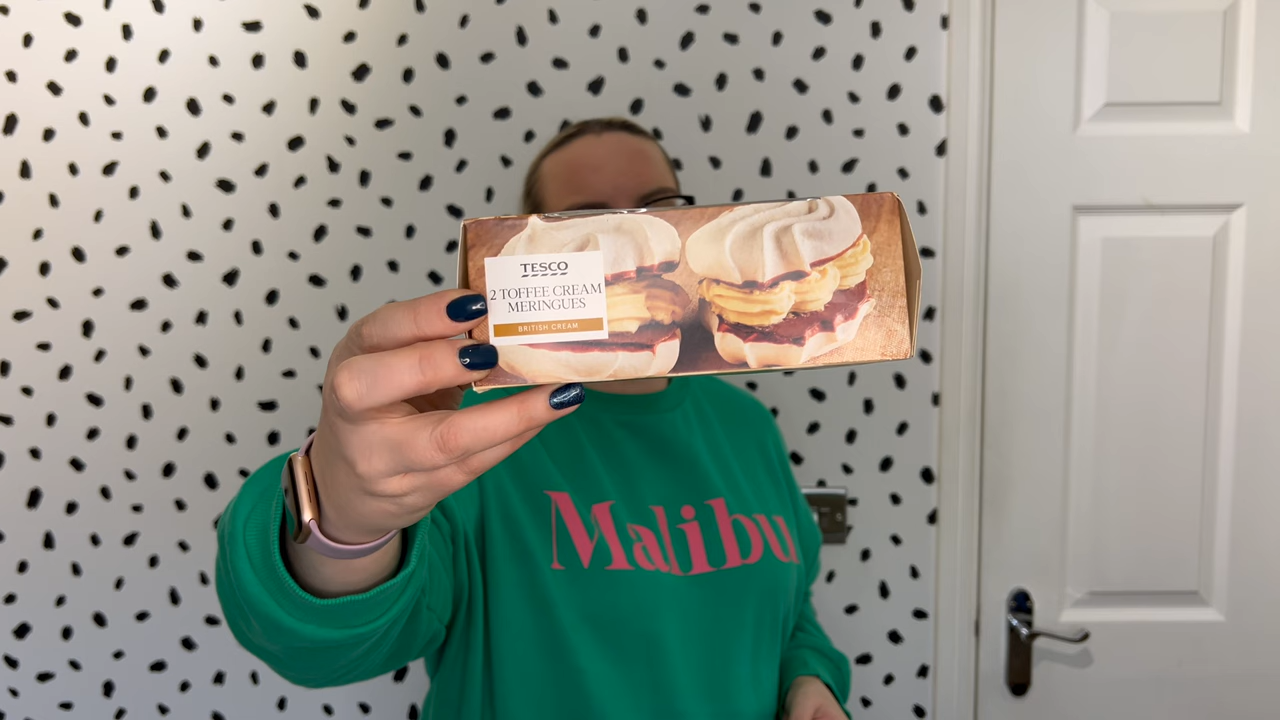 TESCO
2 TOFFEE CREAM
MERINGUES
BRITISH CREAM
Malibu